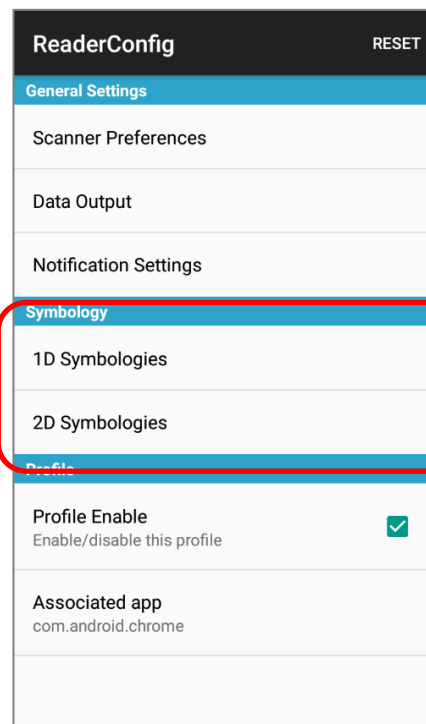 ReaderConfig RESET
General Settings
Scanner Preferences
Data Output
Notification Settings
Symbology
1D Symbologies
2D Symbologies
Profile
Profile Enable
Enable/disable this profile
Associated app
com.android.chrome